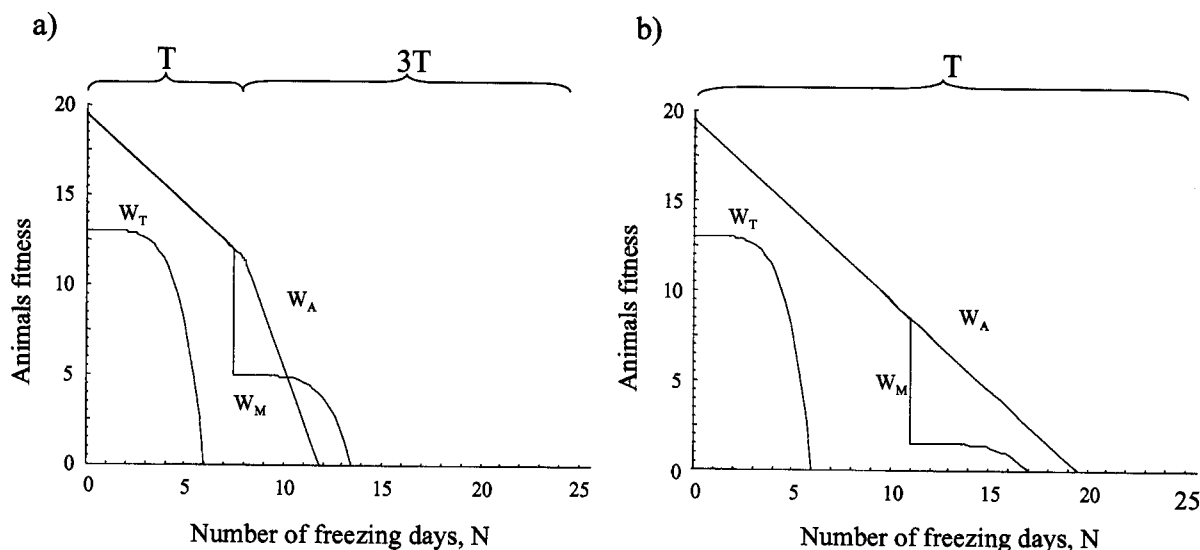 a)
T
3T
20
15
10
5
0
Animals fitness
W_T
W_A
W_M
0 5 10 15 20 25
Number of freezing days, N
b)
T
20
15
10
5
0
Animals fitness
W_T
W_A
W_M
0 5 10 15 20 25
Number of freezing days, N